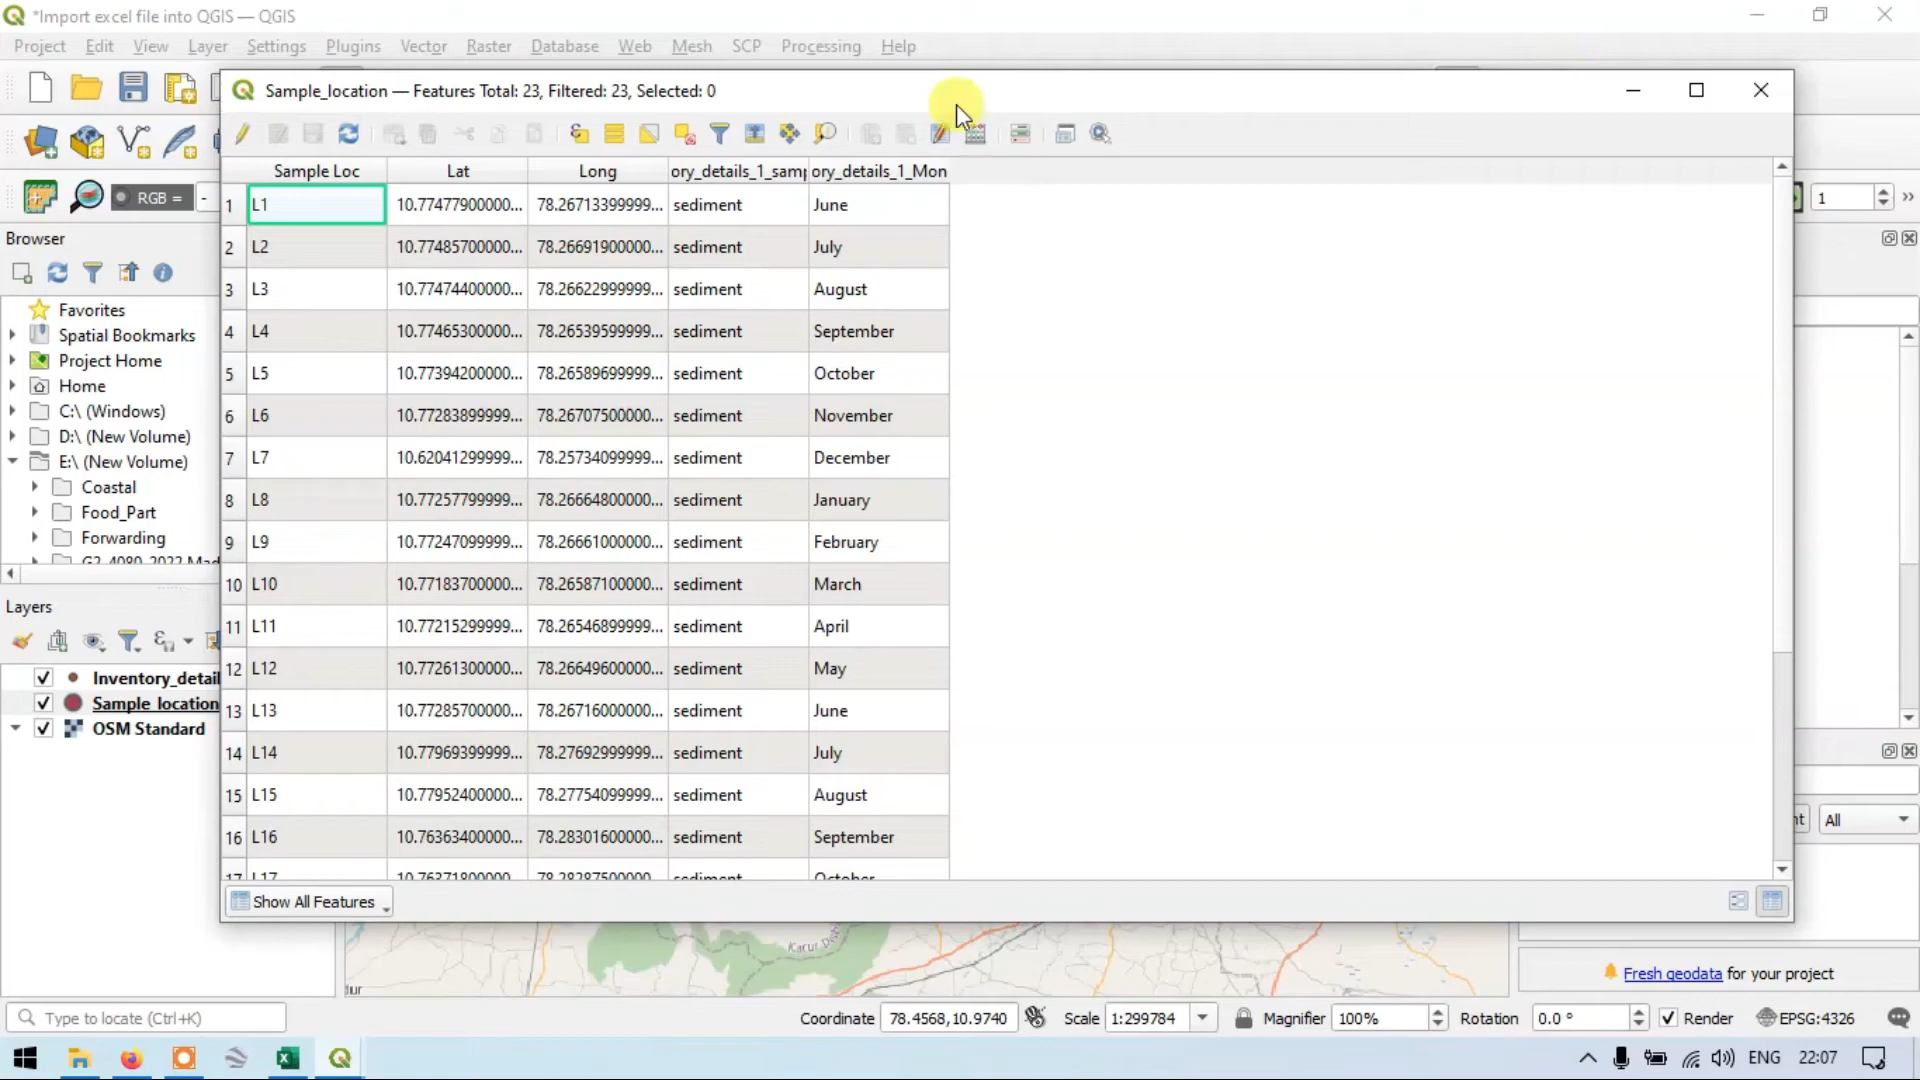 *Import excel file into QGIS — QGIS
Project Edit View Layer Settings Plugins Vector Raster Database Web Mesh SCP Processing Help
Sample_location — Features Total: 23, Filtered: 23, Selected: 0
RGB = -
1
Browser
Favorites
Spatial Bookmarks
Project Home
Home
C:\ (Windows)
D:\ (New Volume)
E:\ (New Volume)
Coastal
Food_Part
Forwarding
Layers
Inventory_detail
Sample_location
OSM Standard
Sample Loc Lat Long ory_details_1_samp ory_details_1_Mon
1 L1 10.77477900000... 78.26713399999... sediment June
2 L2 10.77485700000... 78.26691900000... sediment July
3 L3 10.77474400000... 78.26622999999... sediment August
4 L4 10.77465300000... 78.26539599999... sediment September
5 L5 10.77394200000... 78.26589699999... sediment October
6 L6 10.77283899999... 78.26707500000... sediment November
7 L7 10.62041299999... 78.25734099999... sediment December
8 L8 10.77257799999... 78.26664800000... sediment January
9 L9 10.77247099999... 78.26661000000... sediment February
10 L10 10.77183700000... 78.26587100000... sediment March
11 L11 10.77215299999... 78.26546899999... sediment April
12 L12 10.77261300000... 78.26649600000... sediment May
13 L13 10.77285700000... 78.26716000000... sediment June
14 L14 10.77969399999... 78.27692999999... sediment July
15 L15 10.77952400000... 78.27754099999... sediment August
16 L16 10.76363400000... 78.28301600000... sediment September
17 L17 10.76371800000... 78.28287500000... sediment October
Show All Features
All
Karur
Fresh geodata for your project
Type to locate (Ctrl+K)
Coordinate 78.4568,10.9740 Scale 1:299784 Magnifier 100% Rotation 0.0 ° Render EPSG:4326
ENG 22:07